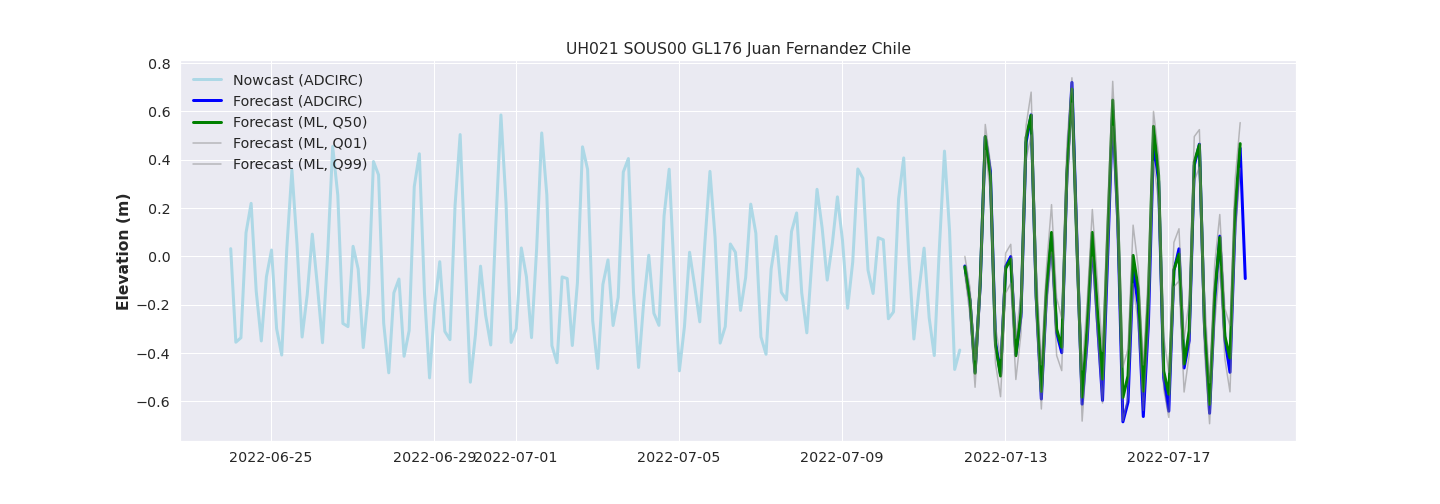 UH021 SOUS00 GL176 Juan Fernandez Chile
Nowcast (ADCIRC)
Forecast (ADCIRC)
Forecast (ML, Q50)
Forecast (ML, Q01)
Forecast (ML, Q99)
Elevation (m)
0.8
0.6
0.4
0.2
0.0
−0.2
−0.4
−0.6
2022-06-25
2022-06-29
2022-07-01
2022-07-05
2022-07-09
2022-07-13
2022-07-17